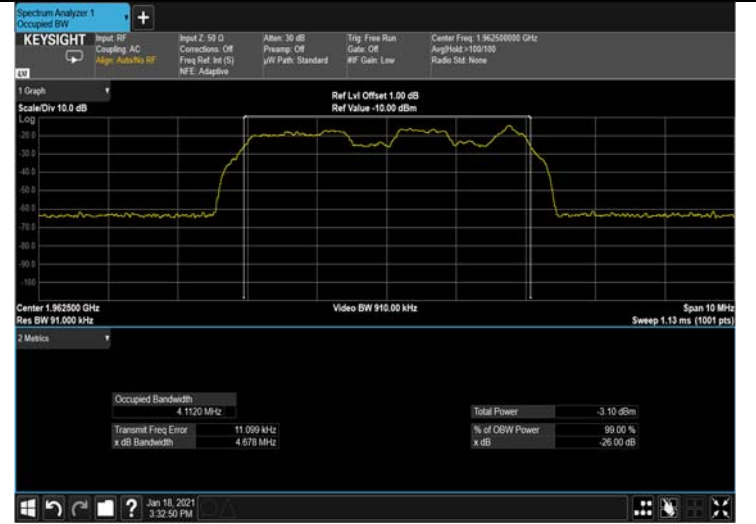 Spectrum Analyzer 1
Occupied BW
+
KEYSIGHT
LXI
Input: RF
Coupling: AC
Align: Auto/No RF
Input Z: 50 Ω
Corrections: Off
Freq Ref: Int (S)
NFE: Adaptive
Atten: 30 dB
Preamp: Off
µW Path: Standard
Trig: Free Run
Gate: Off
#IF Gain: Low
Center Freq: 1.962500000 GHz
Avg|Hold:>100/100
Radio Std: None
1 Graph
Scale/Div 10.0 dB
Ref Lvl Offset 1.00 dB
Ref Value -10.00 dBm
Log
-20.0
-30.0
-40.0
-50.0
-60.0
-70.0
-80.0
-90.0
-100
Center 1.962500 GHz
Video BW 910.00 kHz
Span 10 MHz
Res BW 91.000 kHz
Sweep 1.13 ms (1001 pts)
2 Metrics
Occupied Bandwidth
4.1120 MHz
Transmit Freq Error 11.099 kHz
x dB Bandwidth 4.678 MHz
Total Power -3.10 dBm
% of OBW Power 99.00 %
x dB -26.00 dB
?
Jan 18, 2021
3:32:50 PM